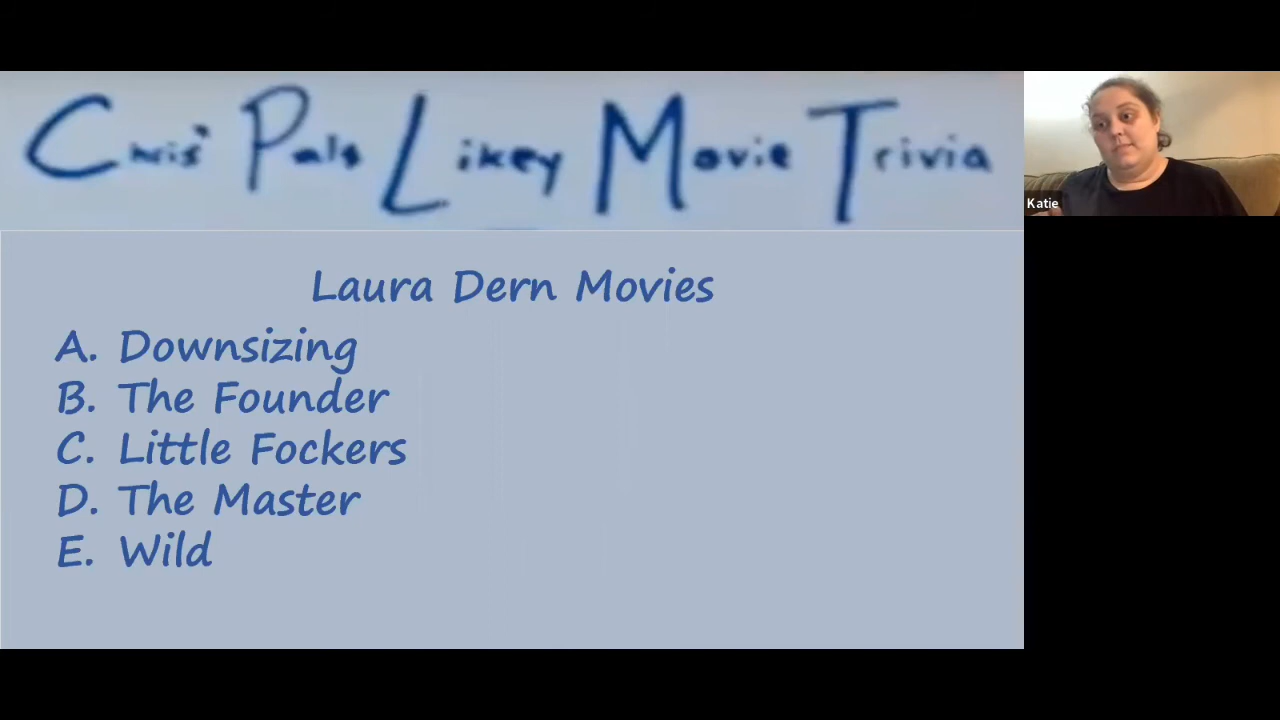 Chris' Pals Likey Movie Trivia
Katie
Laura Dern Movies
A. Downsizing
B. The Founder
C. Little Fockers
D. The Master
E. Wild